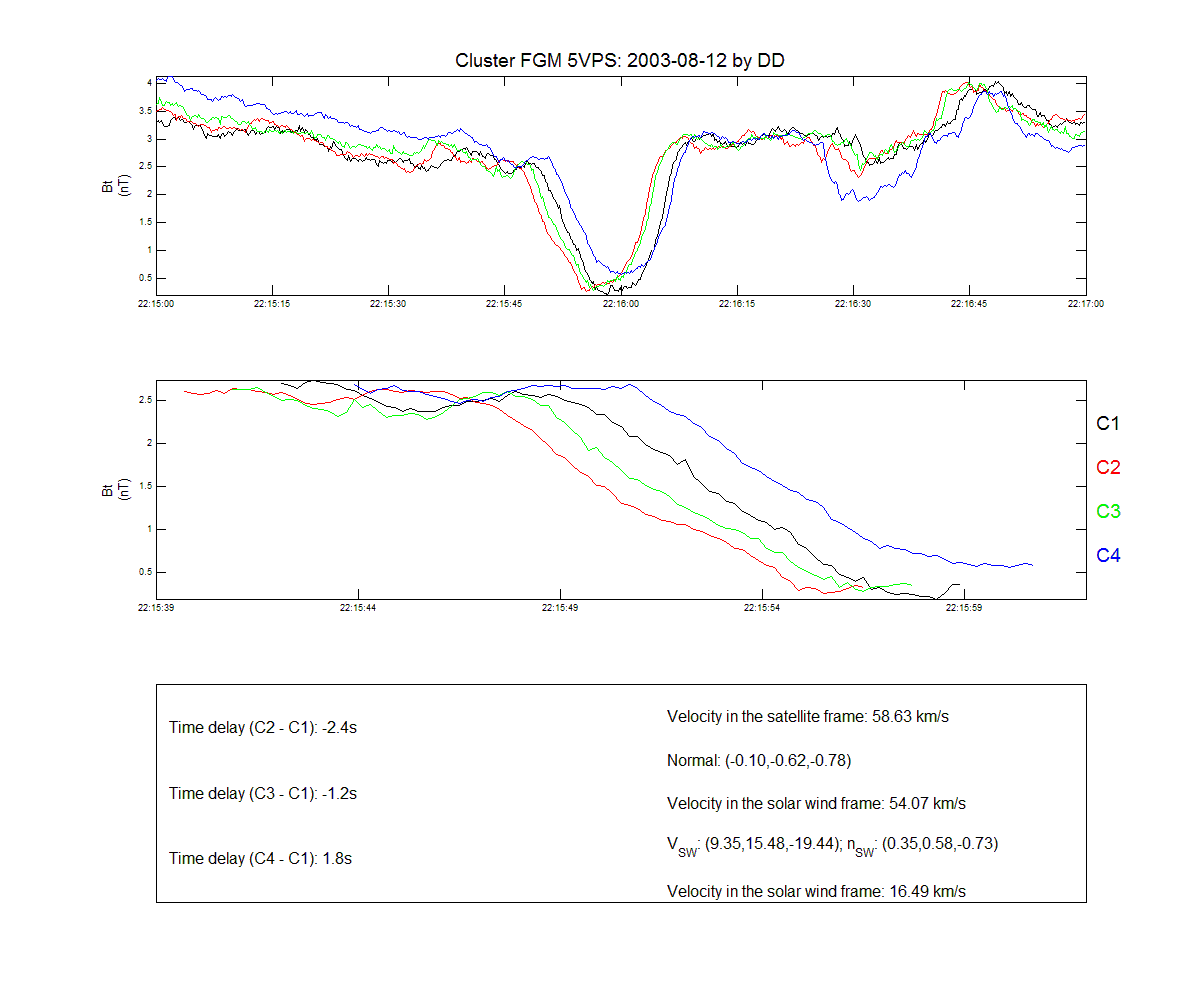 Cluster FGM 5VPS: 2003-08-12 by DD
4
3.5
3
2.5
2
1.5
1
0.5
Bt
(nT)
22:15:00 22:15:15 22:15:30 22:15:45 22:16:00 22:16:15 22:16:30 22:16:45 22:17:00
2.5
2
1.5
1
0.5
Bt
(nT)
22:15:39 22:15:44 22:15:49 22:15:54 22:15:59
C1
C2
C3
C4
Time delay (C2 - C1): -2.4s
Time delay (C3 - C1): -1.2s
Time delay (C4 - C1): 1.8s
Velocity in the satellite frame: 58.63 km/s
Normal: (-0.10,-0.62,-0.78)
Velocity in the solar wind frame: 54.07 km/s
VSW: (9.35,15.48,-19.44); nSW: (0.35,0.58,-0.73)
Velocity in the solar wind frame: 16.49 km/s